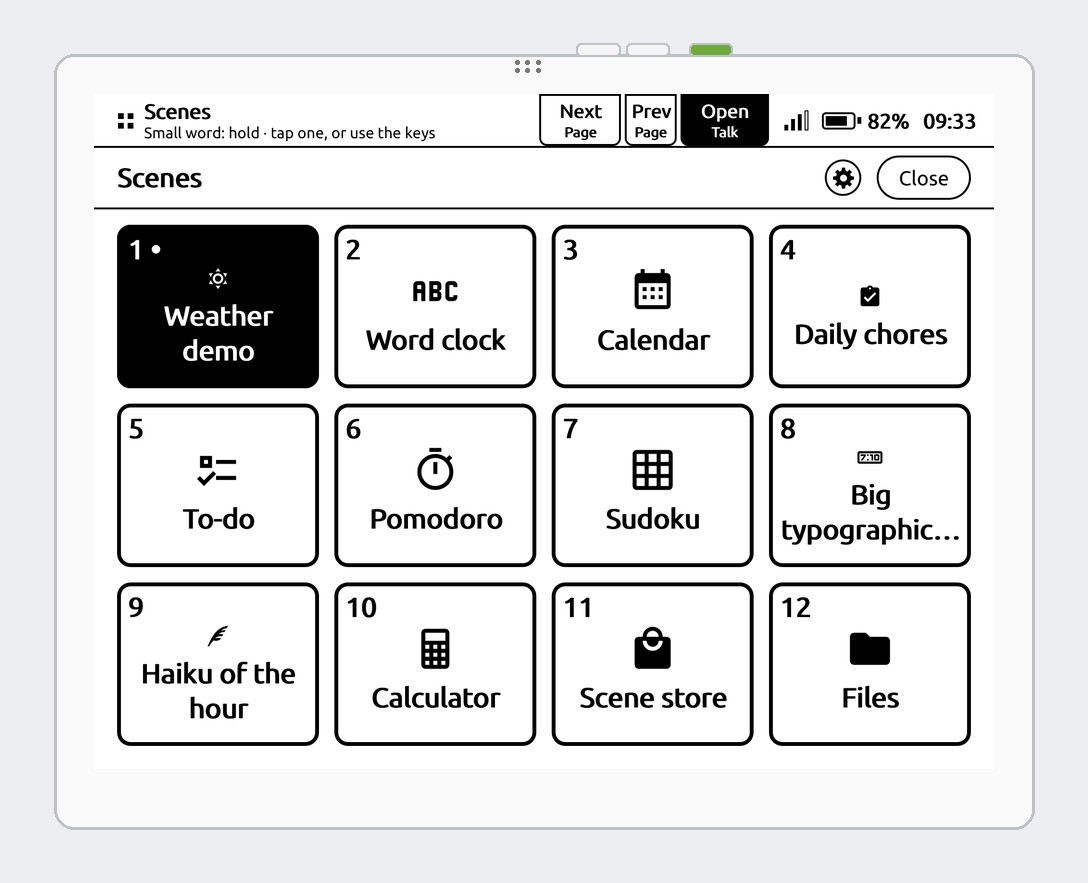 Scenes
Small word: hold · tap one, or use the keys
Next
Page
Prev
Page
Open
Talk
82%
09:33
Scenes
Close
1 •
Weather
demo
2
ABC
Word clock
3
Calendar
4
Daily chores
5
To-do
6
Pomodoro
7
Sudoku
8
7:10
Big
typographic…
9
Haiku of the
hour
10
Calculator
11
Scene store
12
Files